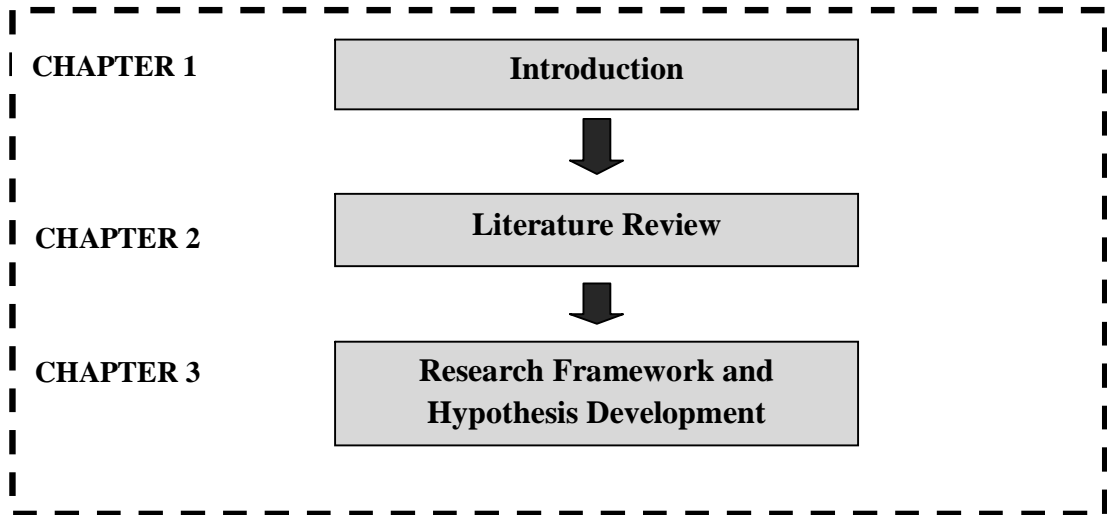 CHAPTER 1
Introduction
CHAPTER 2
Literature Review
CHAPTER 3
Research Framework and
Hypothesis Development